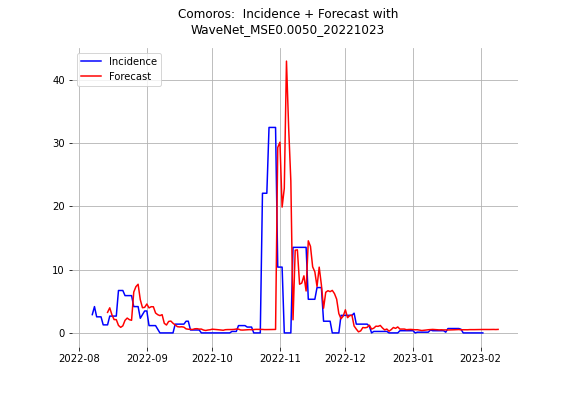 Comoros:  Incidence + Forecast with
WaveNet_MSE0.0050_20221023
Incidence
Forecast
40
30
20
10
0
2022-08 2022-09 2022-10 2022-11 2022-12 2023-01 2023-02